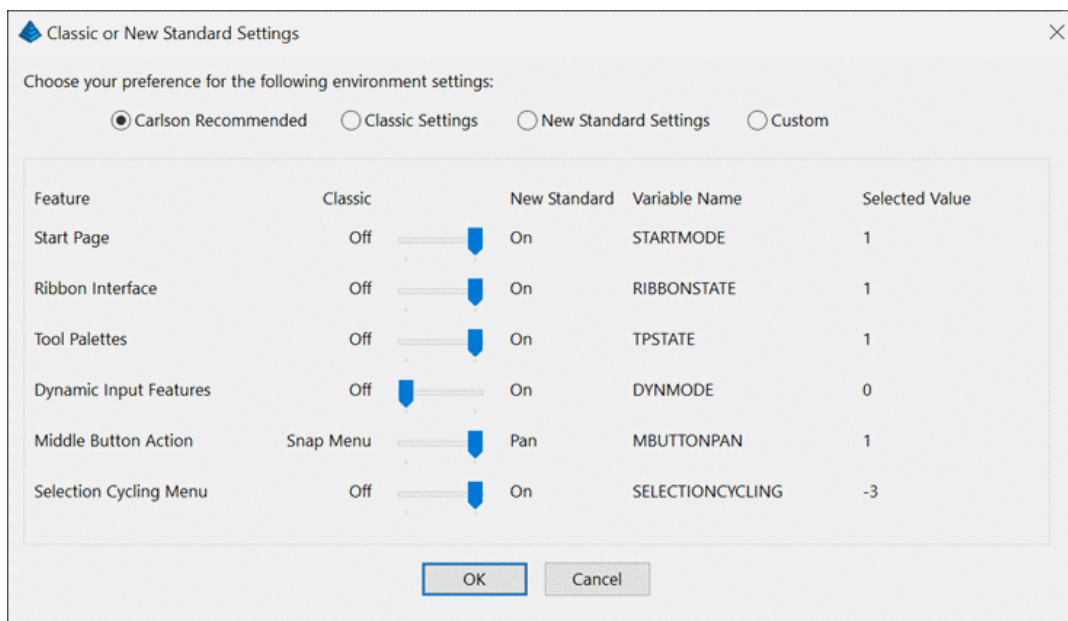 Classic or New Standard Settings
Choose your preference for the following environment settings:
Carlson Recommended Classic Settings New Standard Settings Custom
Feature Classic New Standard Variable Name Selected Value
Start Page Off On STARTMODE 1
Ribbon Interface Off On RIBBONSTATE 1
Tool Palettes Off On TPSTATE 1
Dynamic Input Features Off On DYNMODE 0
Middle Button Action Snap Menu Pan MBUTTONPAN 1
Selection Cycling Menu Off On SELECTIONCYCLING -3
OK Cancel